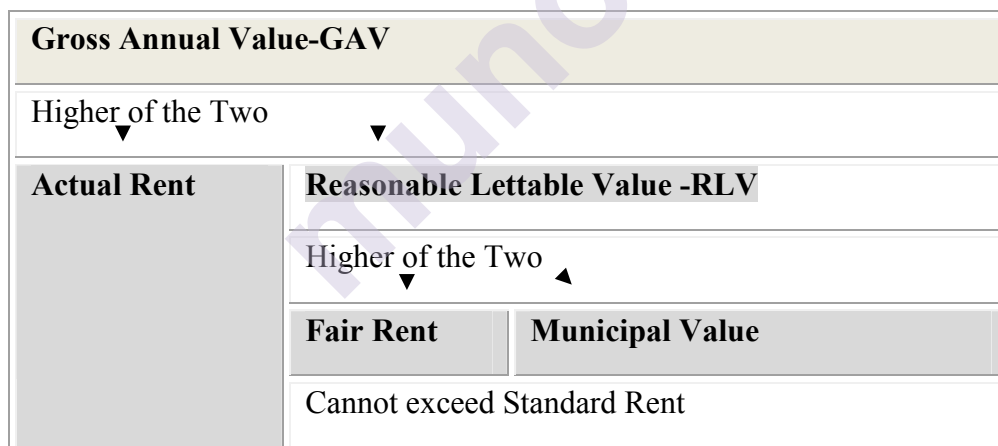 Gross Annual Value-GAV
Higher of the Two
Actual Rent
Reasonable Lettable Value -RLV
Higher of the Two
Fair Rent
Municipal Value
Cannot exceed Standard Rent